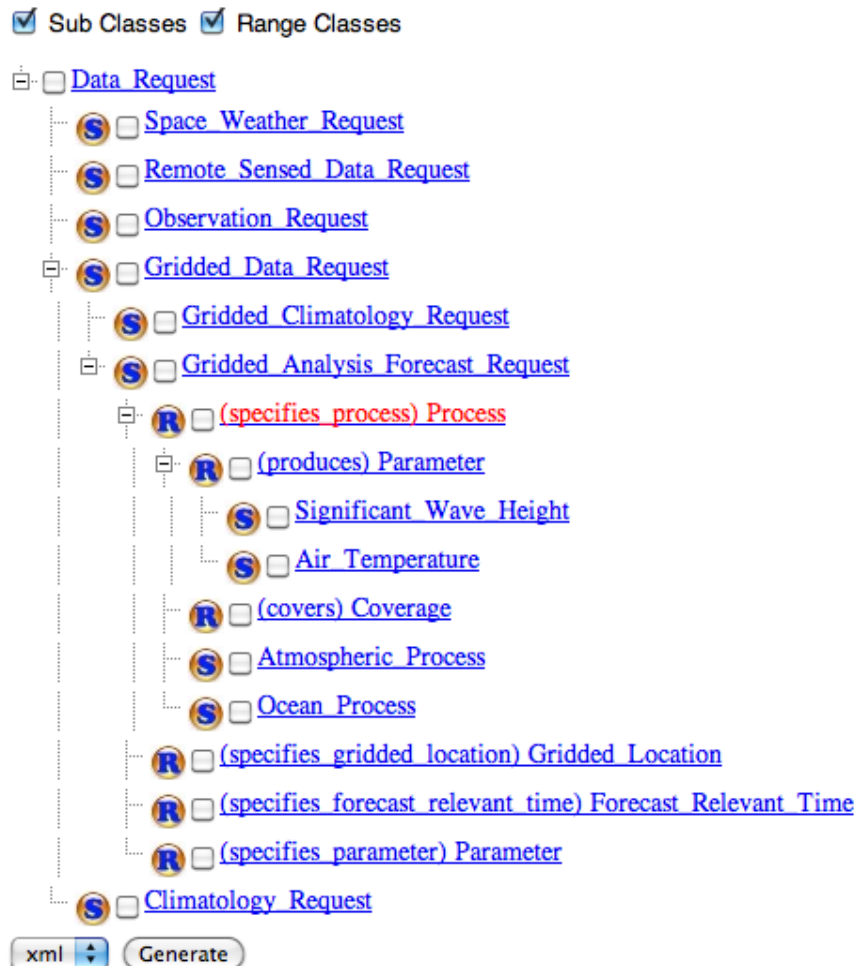 Sub Classes Range Classes
Data_Request
S Space_Weather_Request
S Remote_Sensed_Data_Request
S Observation_Request
S Gridded_Data_Request
S Gridded_Climatology_Request
S Gridded_Analysis_Forecast_Request
R (specifies_process) Process
R (produces) Parameter
S Significant_Wave_Height
S Air_Temperature
R (covers) Coverage
S Atmospheric_Process
S Ocean_Process
R (specifies_gridded_location) Gridded_Location
R (specifies_forecast_relevant_time) Forecast_Relevant_Time
R (specifies_parameter) Parameter
S Climatology_Request
xml Generate